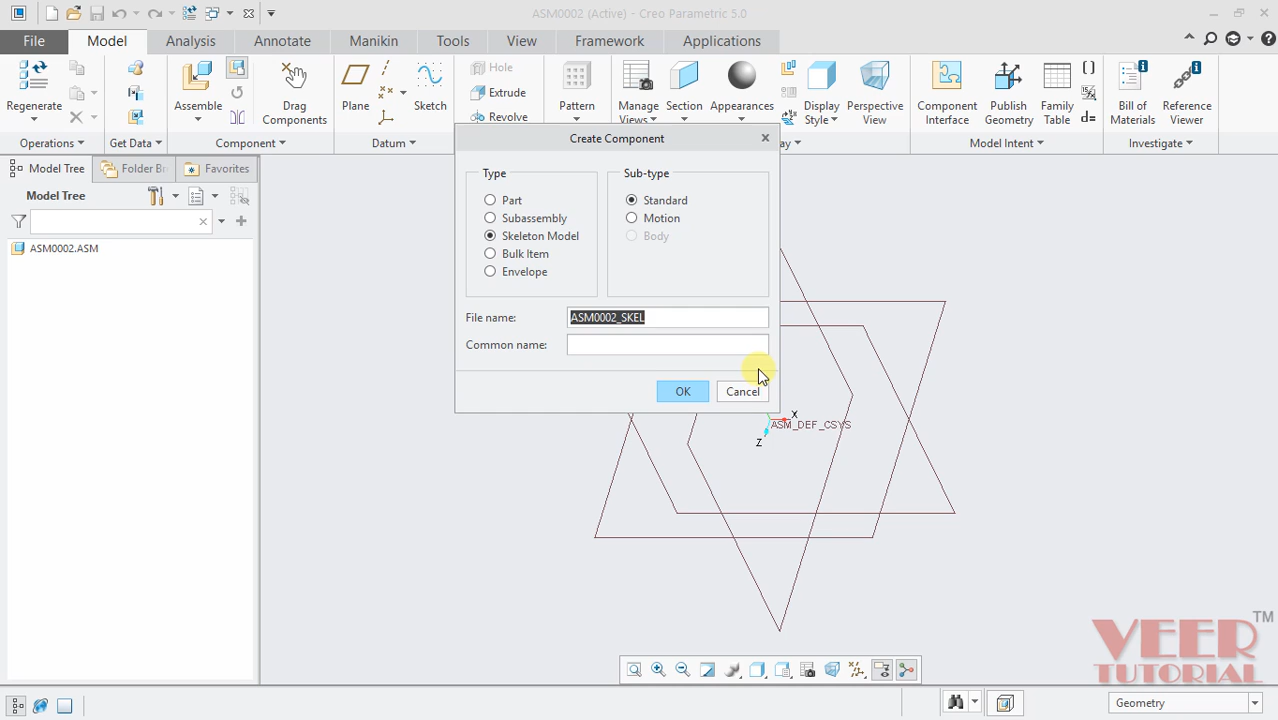 ASM0002 (Active) - Creo Parametric 5.0
File Model Analysis Annotate Manikin Tools View Framework Applications
Regenerate
Assemble
Drag Components
Plane
Sketch
Hole
Extrude
Revolve
Pattern
Manage Views
Section
Appearances
Display Style
Perspective View
Component Interface
Publish Geometry
Family Table
Bill of Materials
Reference Viewer
Operations Get Data Component Datum ay Model Intent Investigate
Model Tree Folder Br Favorites
Model Tree
ASM0002.ASM
Create Component
Type
Part
Subassembly
Skeleton Model
Bulk Item
Envelope
Sub-type
Standard
Motion
Body
File name: ASM0002_SKEL
Common name:
OK Cancel
X
ASM_DEF_CSYS
Z
VEER TM
TUTORIAL
Geometry